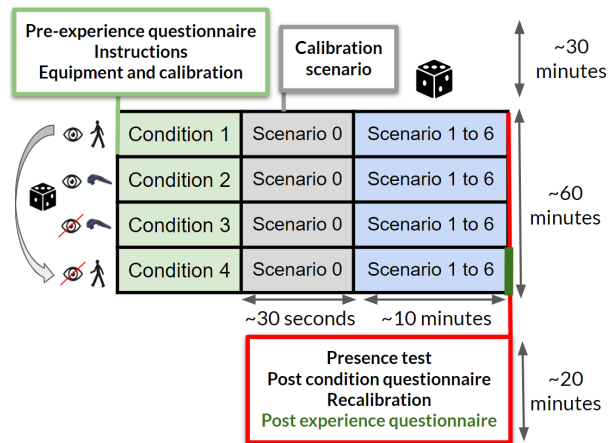 Pre-experience questionnaire
Instructions
Equipment and calibration
Calibration
scenario
~30
minutes
Condition 1 Scenario 0 Scenario 1 to 6
Condition 2 Scenario 0 Scenario 1 to 6
Condition 3 Scenario 0 Scenario 1 to 6
Condition 4 Scenario 0 Scenario 1 to 6
~60
minutes
~30 seconds ~10 minutes
Presence test
Post condition questionnaire
Recalibration
Post experience questionnaire
~20
minutes